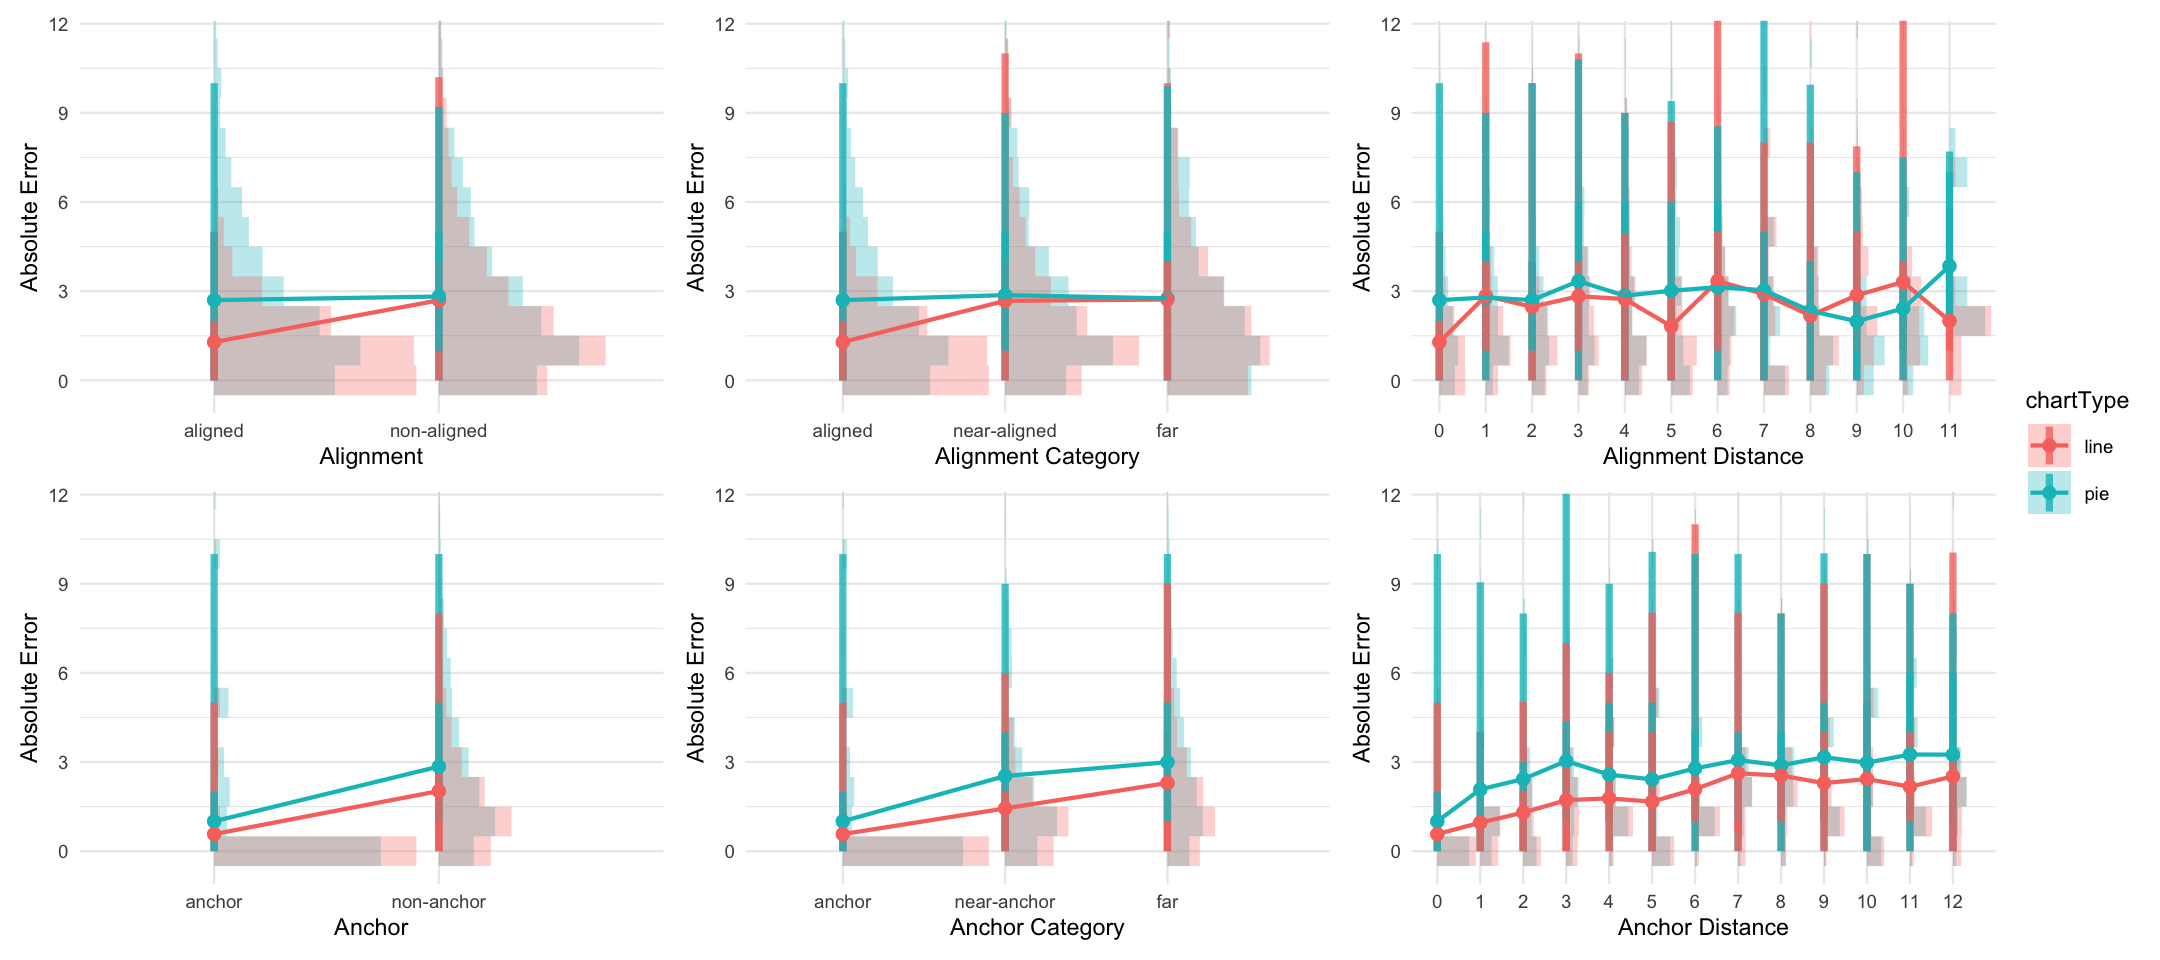 12
9
6
3
0
Absolute Error
aligned non-aligned
Alignment
12
9
6
3
0
Absolute Error
aligned near-aligned far
Alignment Category
12
9
6
3
0
Absolute Error
0 1 2 3 4 5 6 7 8 9 10 11
Alignment Distance
chartType
line
pie
12
9
6
3
0
Absolute Error
anchor non-anchor
Anchor
12
9
6
3
0
Absolute Error
anchor near-anchor far
Anchor Category
12
9
6
3
0
Absolute Error
0 1 2 3 4 5 6 7 8 9 10 11 12
Anchor Distance